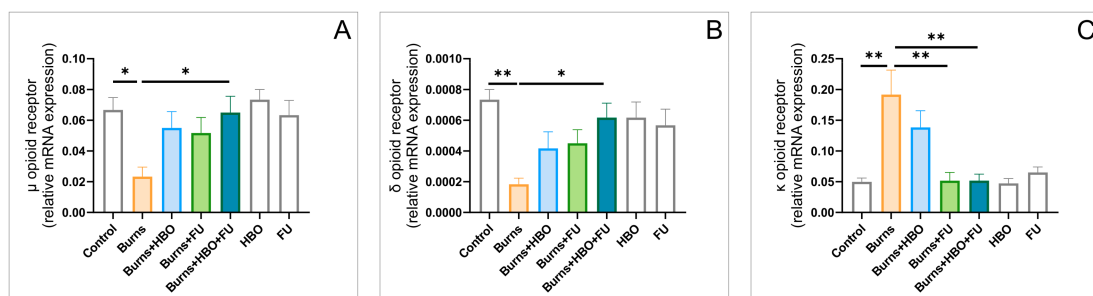 A
μ opioid receptor
(relative mRNA expression)
0.10
0.08
0.06
0.04
0.02
0.00
*
*
Control
Burns
Burns+HBO
Burns+FU
Burns+HBO+FU
HBO
FU
B
δ opioid receptor
(relative mRNA expression)
0.0010
0.0008
0.0006
0.0004
0.0002
0.0000
**
*
Control
Burns
Burns+HBO
Burns+FU
Burns+HBO+FU
HBO
FU
C
κ opioid receptor
(relative mRNA expression)
0.25
0.20
0.15
0.10
0.05
0.00
**
**
**
Control
Burns
Burns+HBO
Burns+FU
Burns+HBO+FU
HBO
FU